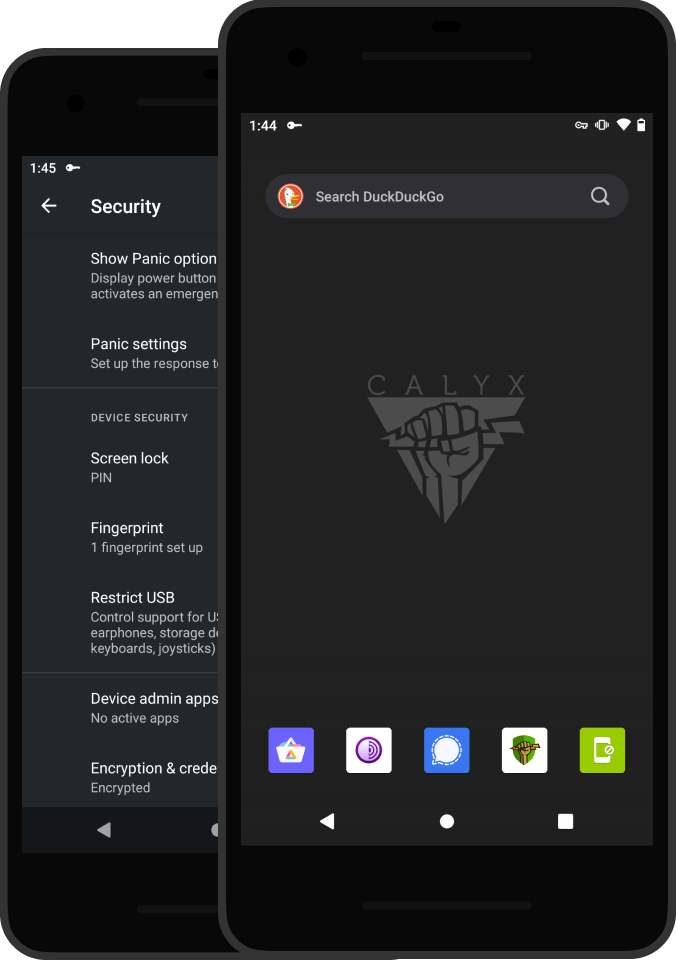 1:45
Security
Show Panic option
Display power button
activates an emergen
Panic settings
Set up the response
DEVICE SECURITY
Screen lock
PIN
Fingerprint
1 fingerprint set up
Restrict USB
Control support for
earphones, storage
keyboards, joysticks)
Device admin apps
No active apps
Encryption & crede
Encrypted
1:44
Search DuckDuckGo
CALYX